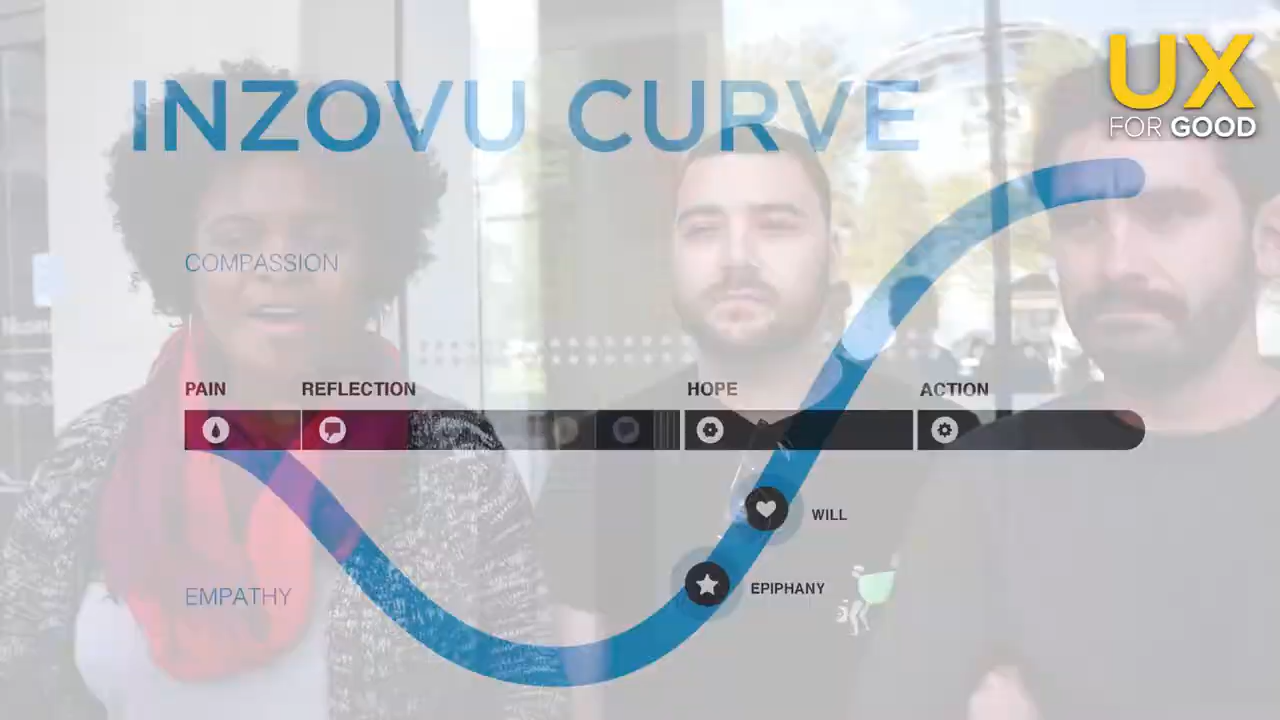 INZOVU CURVE
UX
FOR GOOD
COMPASSION
PAIN
REFLECTION
HOPE
ACTION
WILL
EPIPHANY
EMPATHY